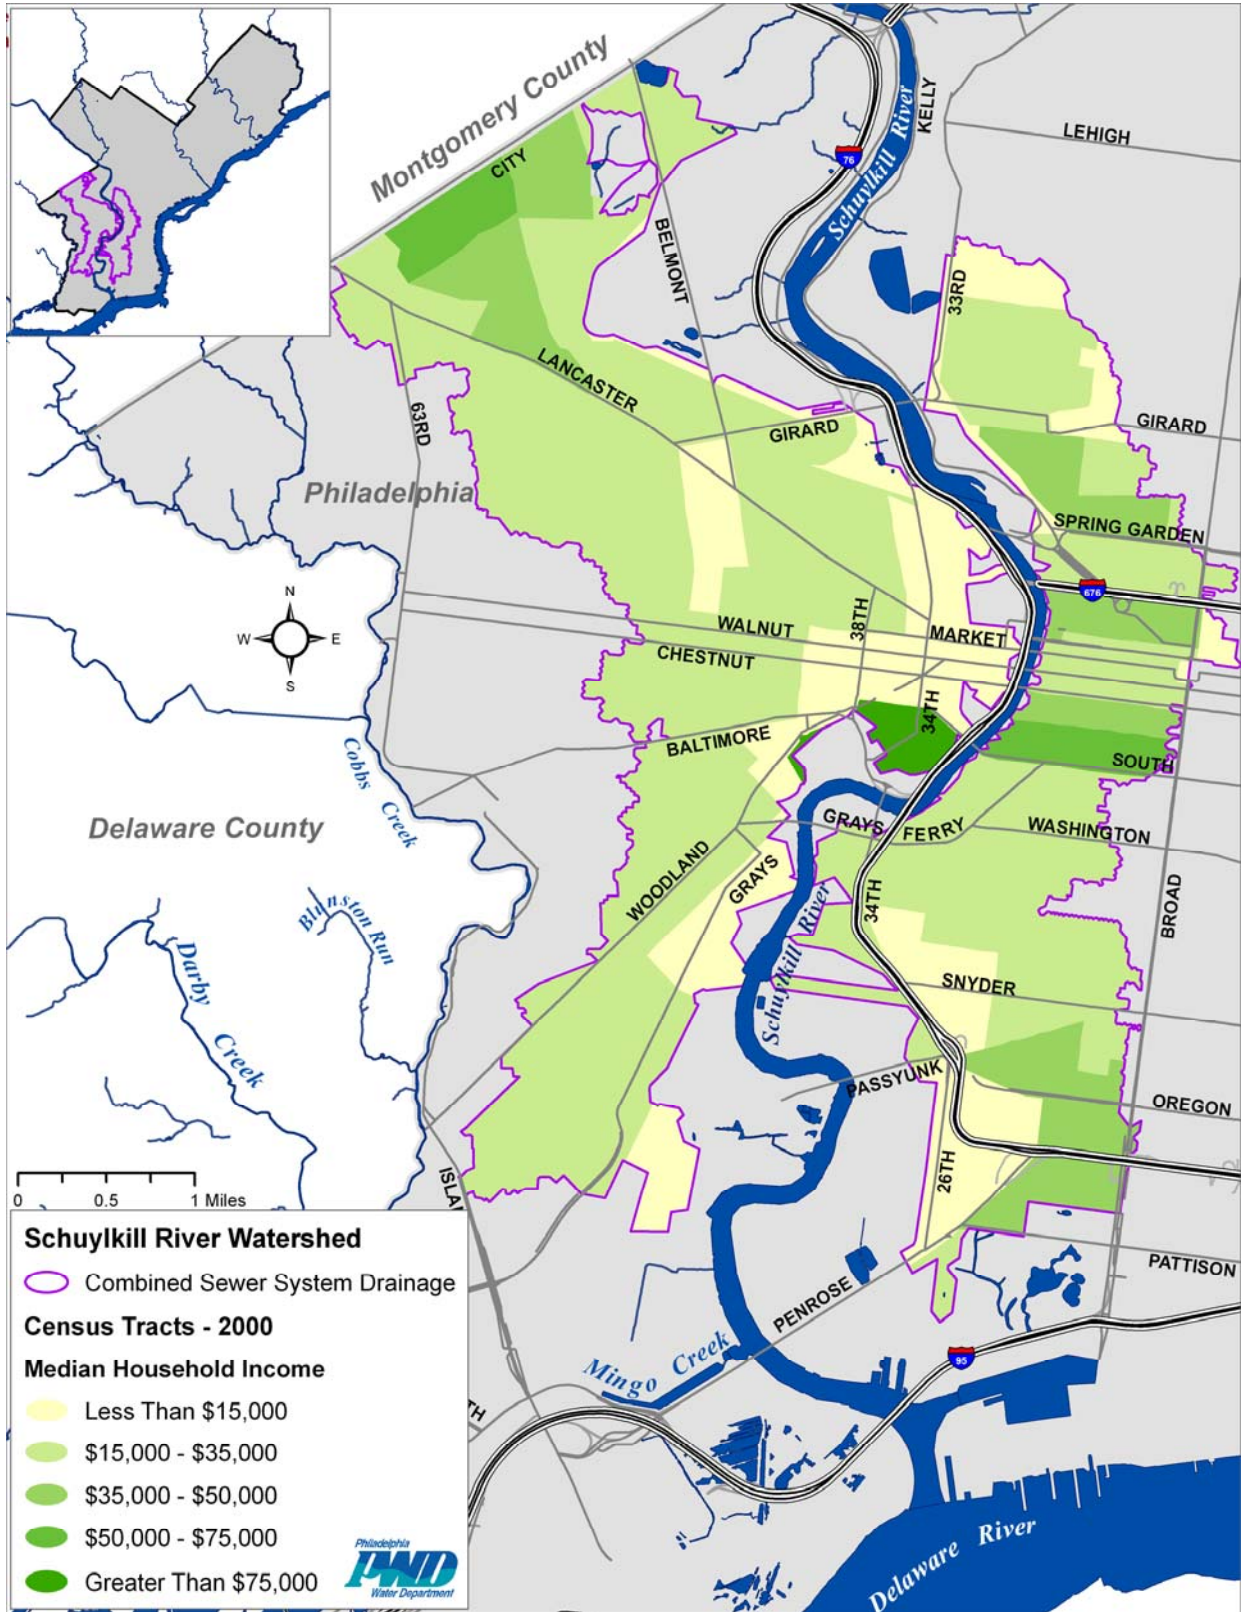 Montgomery County
CITY
KELLY
LEHIGH
76
Schuylkill River
BELMONT
33RD
LANCASTER
63RD
GIRARD
GIRARD
Philadelphia
SPRING GARDEN
676
N
W E
S
38TH
WALNUT
MARKET
CHESTNUT
34TH
BALTIMORE
SOUTH
Cobbs Creek
Delaware County
GRAYS FERRY
WASHINGTON
WOODLAND
GRAYS
34TH
BROAD
Blunston Run
Darby Creek
Schuylkill River
SNYDER
PASSYUNK
OREGON
26TH
0 0.5 1 Miles
PATTISON
PENROSE
Mingo Creek
95
TH
Delaware River
Schuylkill River Watershed
Combined Sewer System Drainage
Census Tracts - 2000
Median Household Income
Less Than $15,000
$15,000 - $35,000
$35,000 - $50,000
$50,000 - $75,000
Greater Than $75,000
Philadelphia
PWD
Water Department